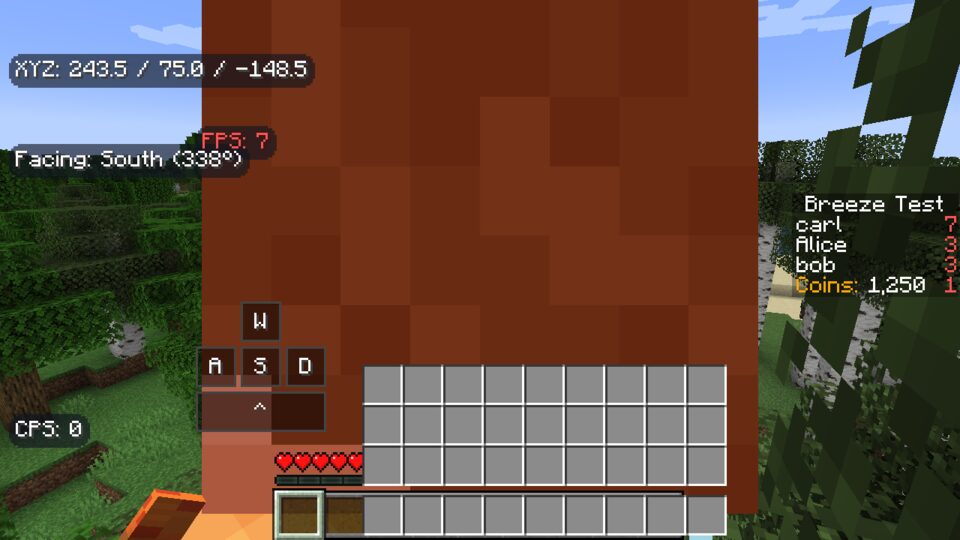 XYZ: 243.5 / 75.0 / -148.5
FPS: 7
Facing: South (338°)
Breeze Test
carl 7
Alice 3
bob 3
Coins: 1,250 1
W
A S D
^
CPS: 0